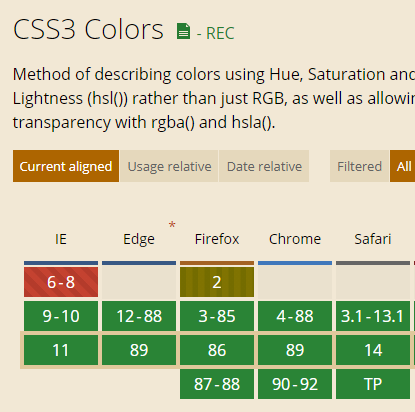 CSS3 Colors - REC
Method of describing colors using Hue, Saturation and
Lightness (hsl()) rather than just RGB, as well as allowin
transparency with rgba() and hsla().
Current aligned Usage relative Date relative Filtered All
*
IE Edge Firefox Chrome Safari
6-8 2
9-10 12-88 3-85 4-88 3.1-13.1
11 89 86 89 14
87-88 90-92 TP